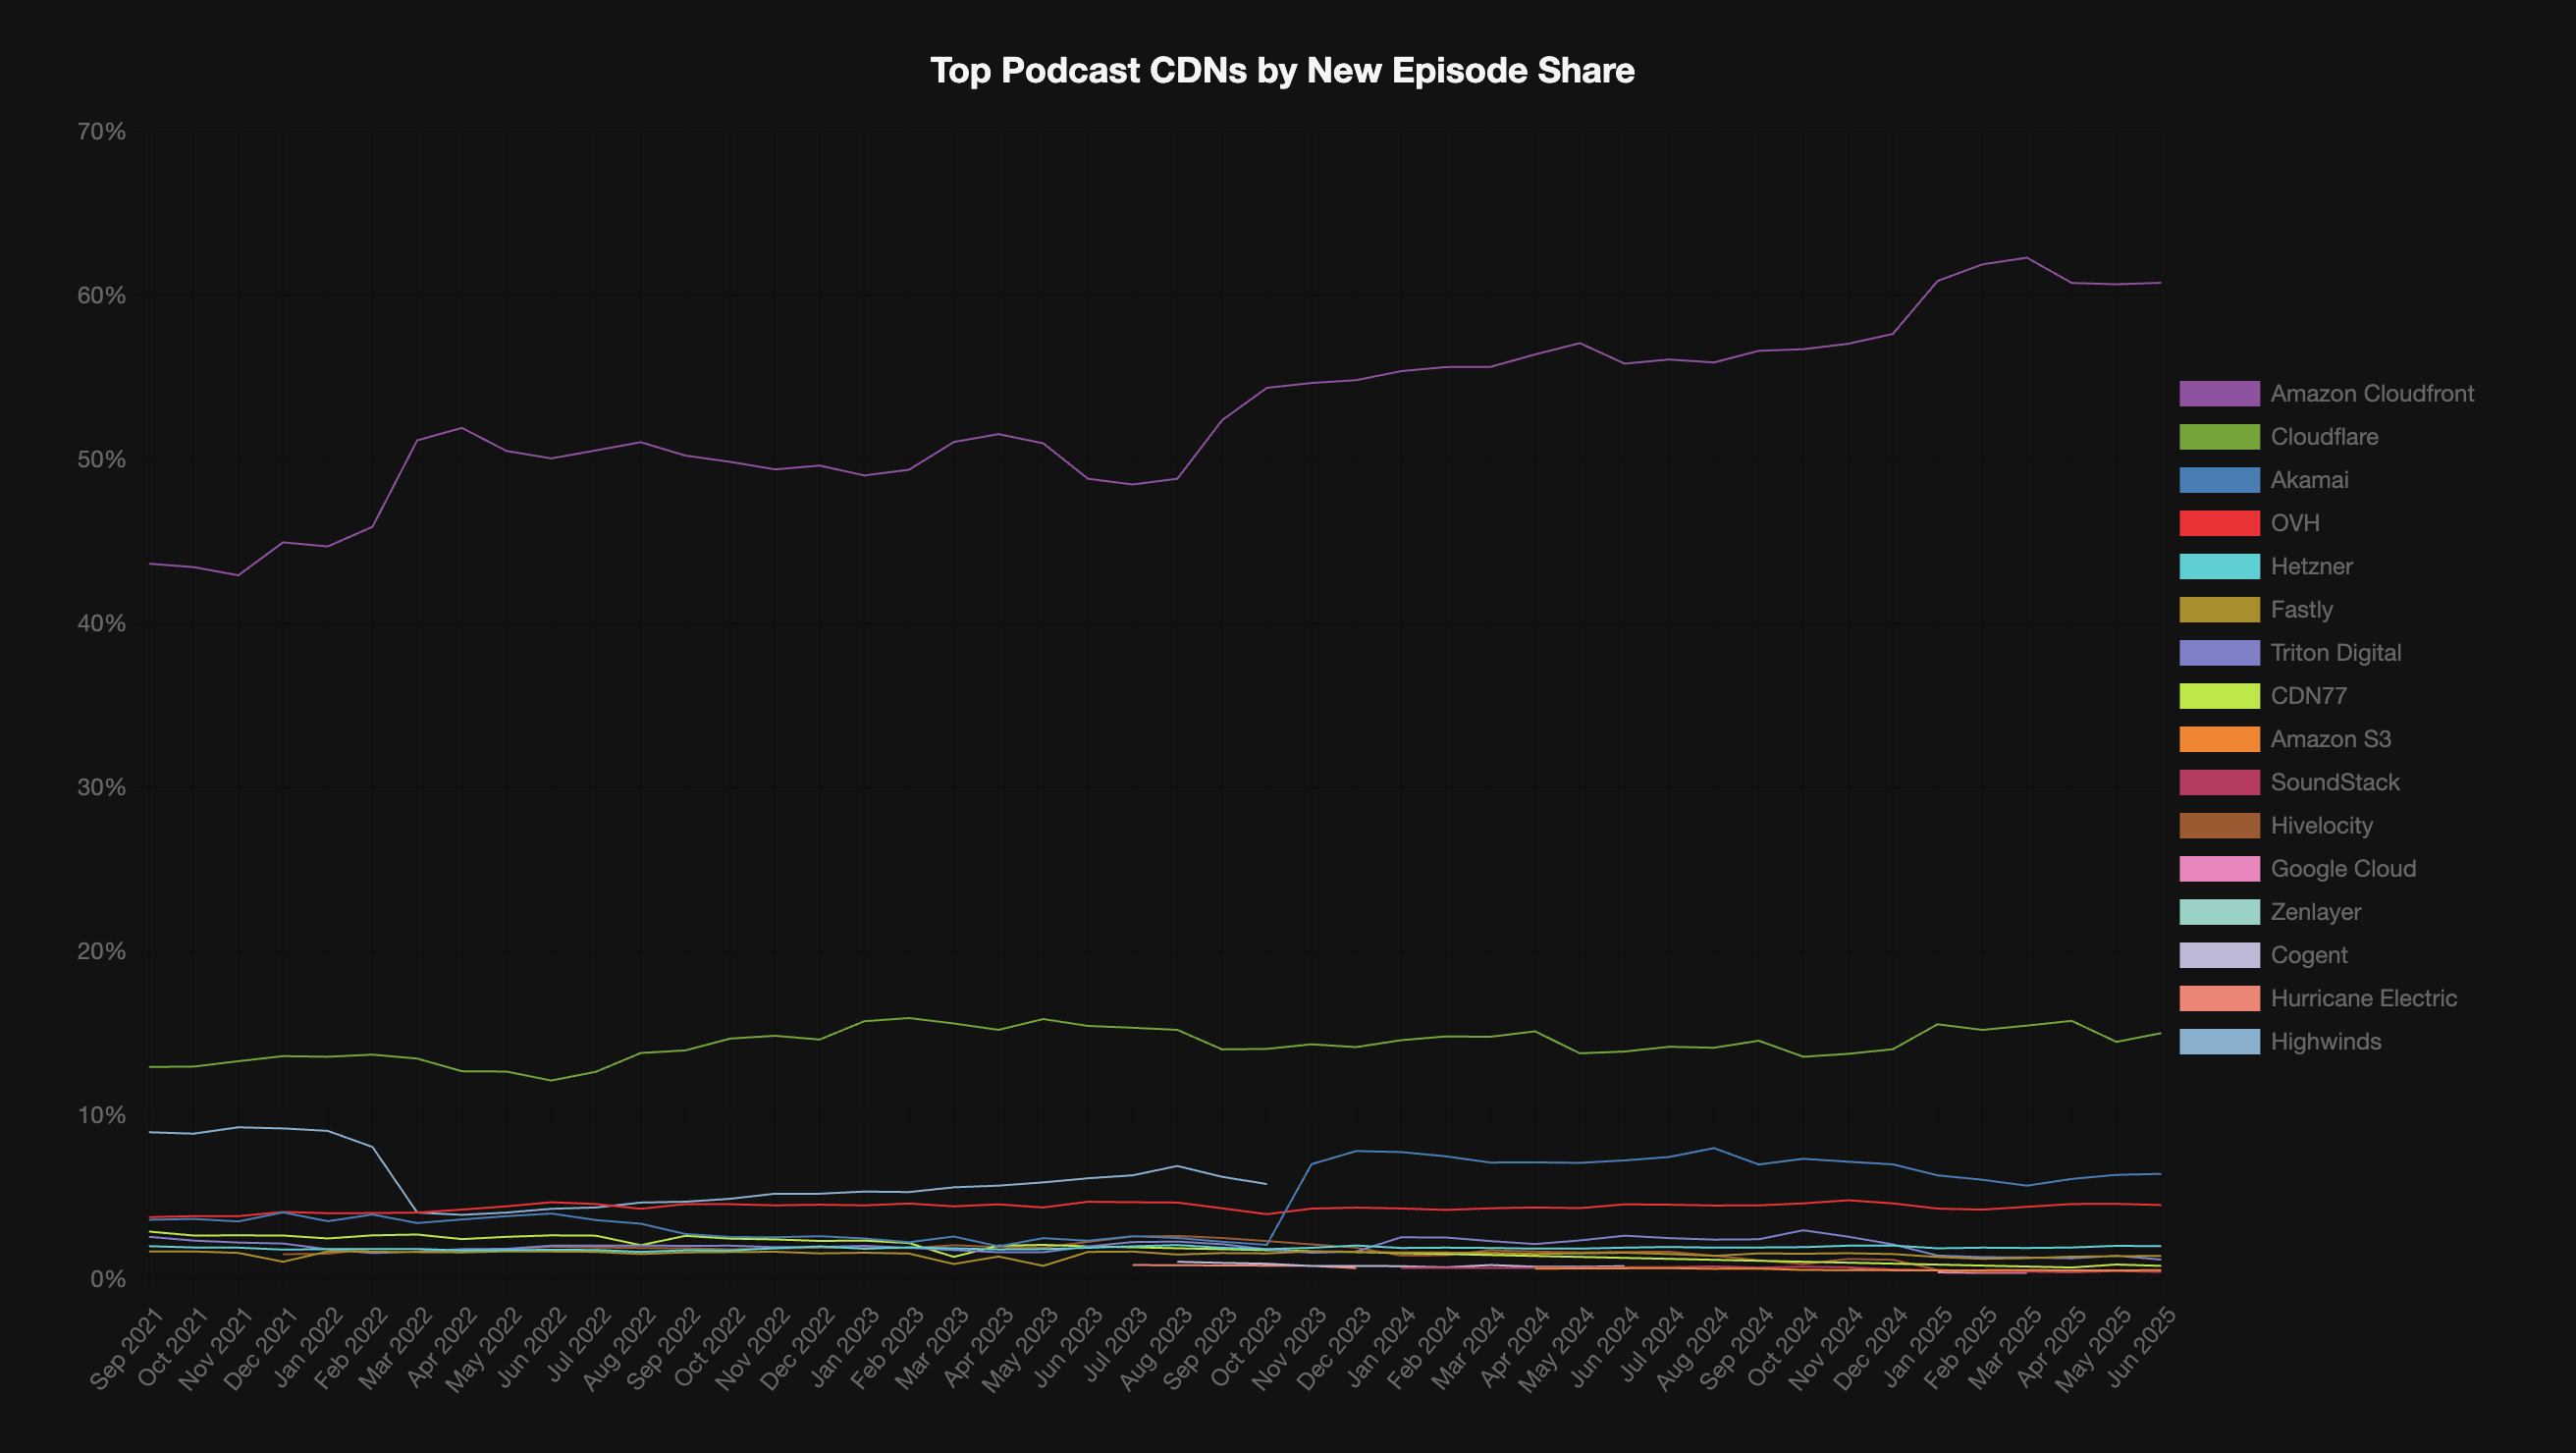 Top Podcast CDNs by New Episode Share
70%
60%
50%
40%
30%
20%
10%
0%
Amazon Cloudfront
Cloudflare
Akamai
OVH
Hetzner
Fastly
Triton Digital
CDN77
Amazon S3
SoundStack
Hivelocity
Google Cloud
Zenlayer
Cogent
Hurricane Electric
Highwinds
Sep 2021
Oct 2021
Nov 2021
Dec 2021
Jan 2022
Feb 2022
Mar 2022
Apr 2022
May 2022
Jun 2022
Jul 2022
Aug 2022
Sep 2022
Oct 2022
Nov 2022
Dec 2022
Jan 2023
Feb 2023
Mar 2023
Apr 2023
May 2023
Jun 2023
Jul 2023
Aug 2023
Sep 2023
Oct 2023
Nov 2023
Dec 2023
Jan 2024
Feb 2024
Mar 2024
Apr 2024
May 2024
Jun 2024
Jul 2024
Aug 2024
Sep 2024
Oct 2024
Nov 2024
Dec 2024
Jan 2025
Feb 2025
Mar 2025
Apr 2025
May 2025
Jun 2025